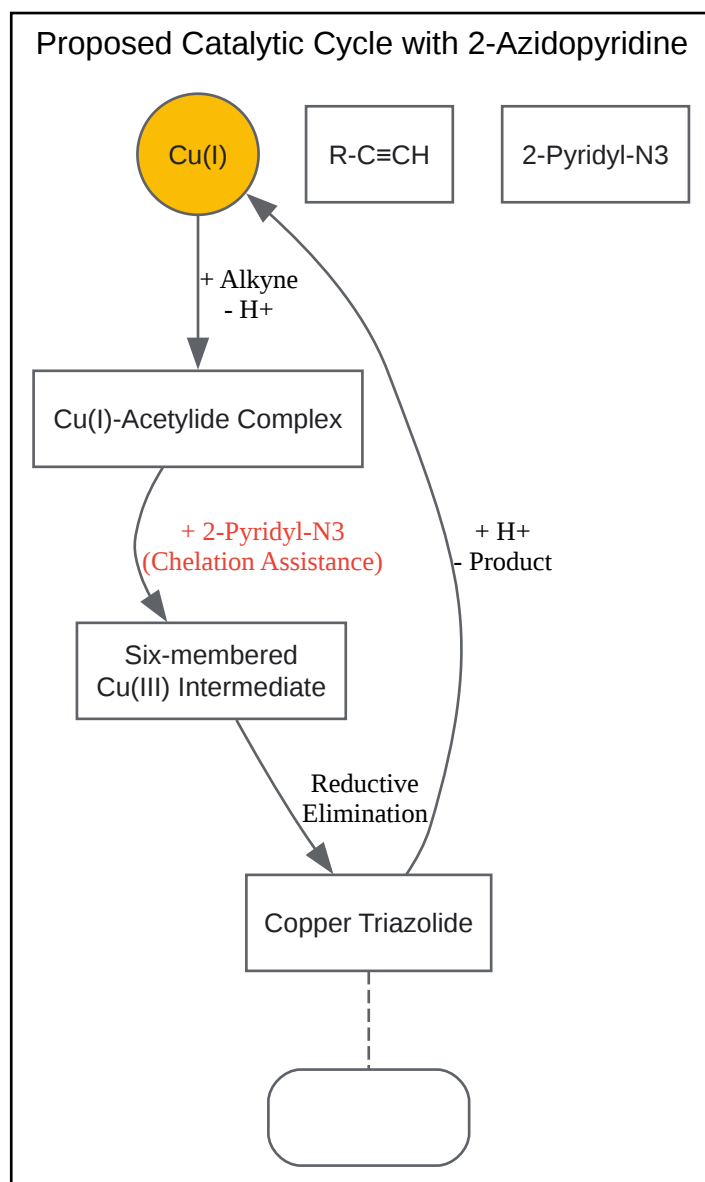 Proposed Catalytic Cycle with 2-Azidopyridine
Cu(I)
R-C≡CH
2-Pyridyl-N3
+ Alkyne
- H+
Cu(I)-Acetylide Complex
+ 2-Pyridyl-N3
(Chelation Assistance)
+ H+
- Product
Six-membered
Cu(III) Intermediate
Reductive
Elimination
Copper Triazolide